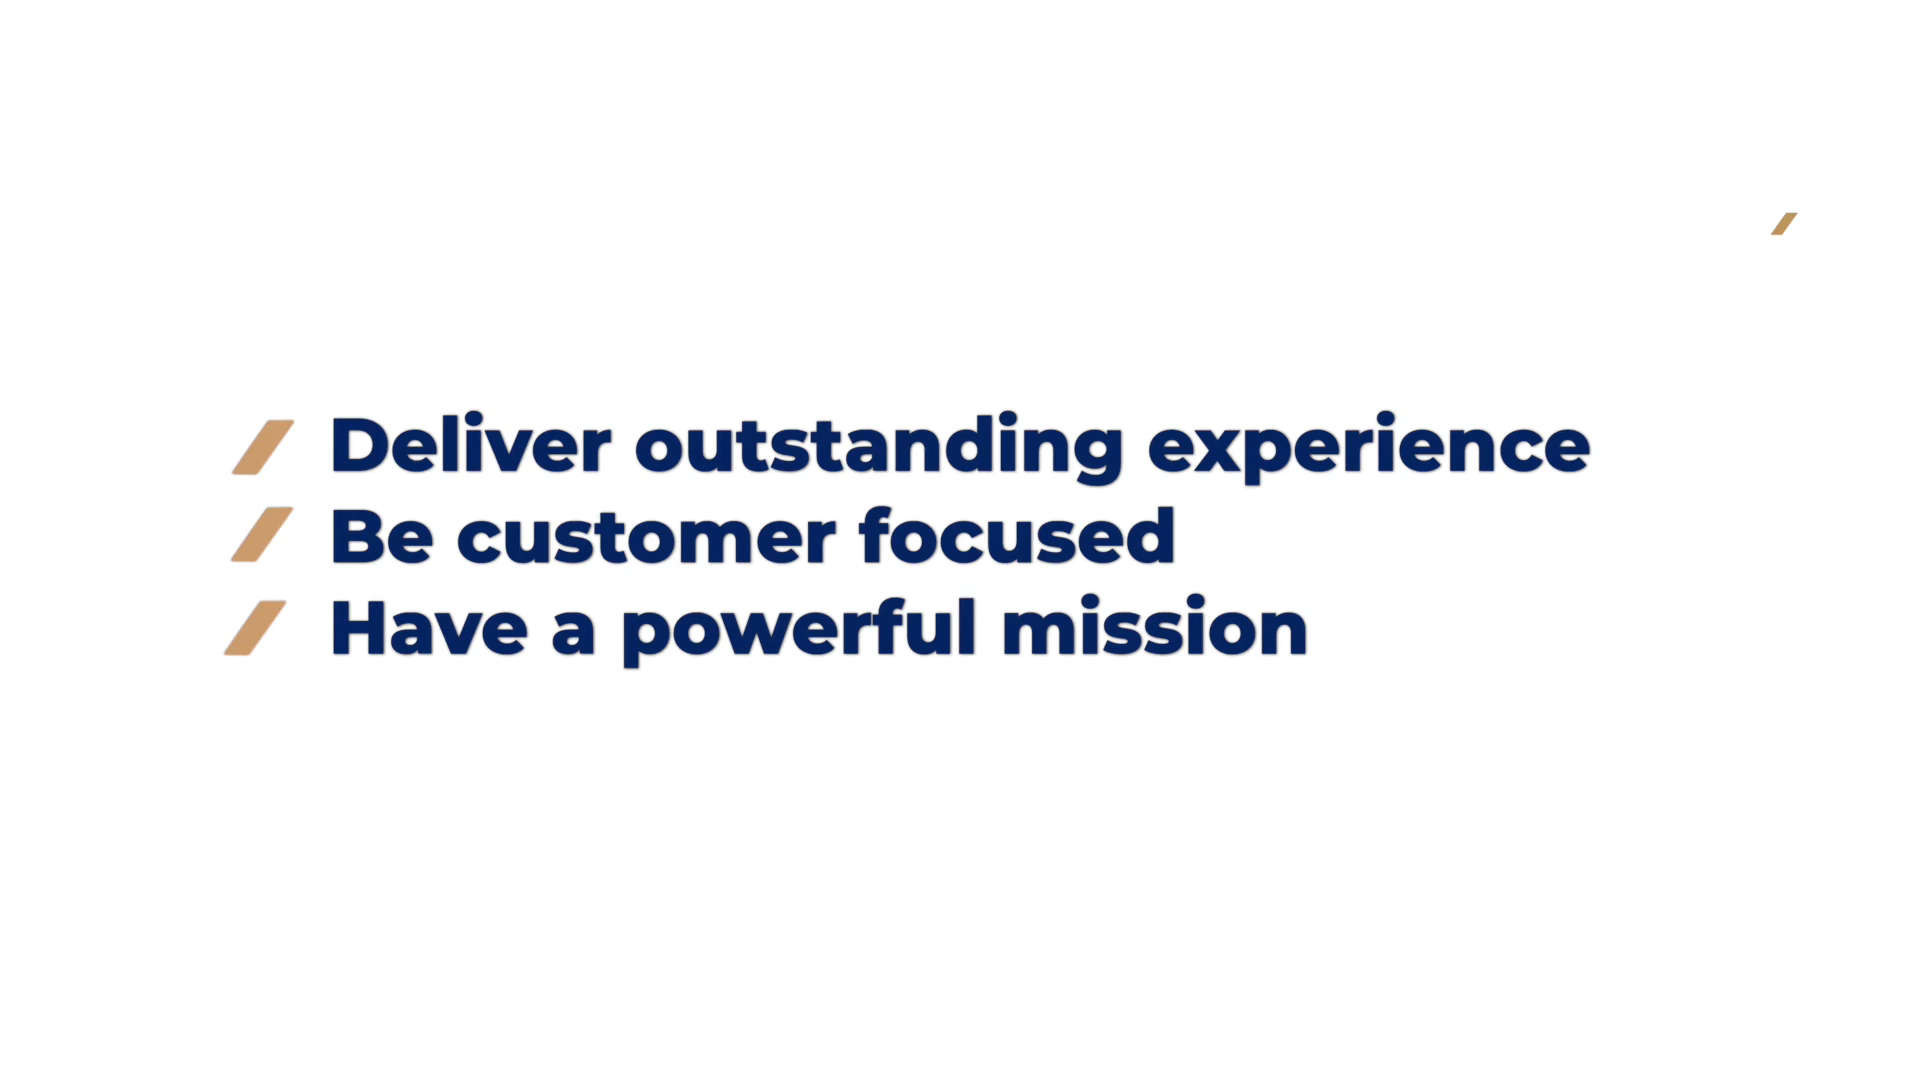 Deliver outstanding experience
Be customer focused
Have a powerful mission